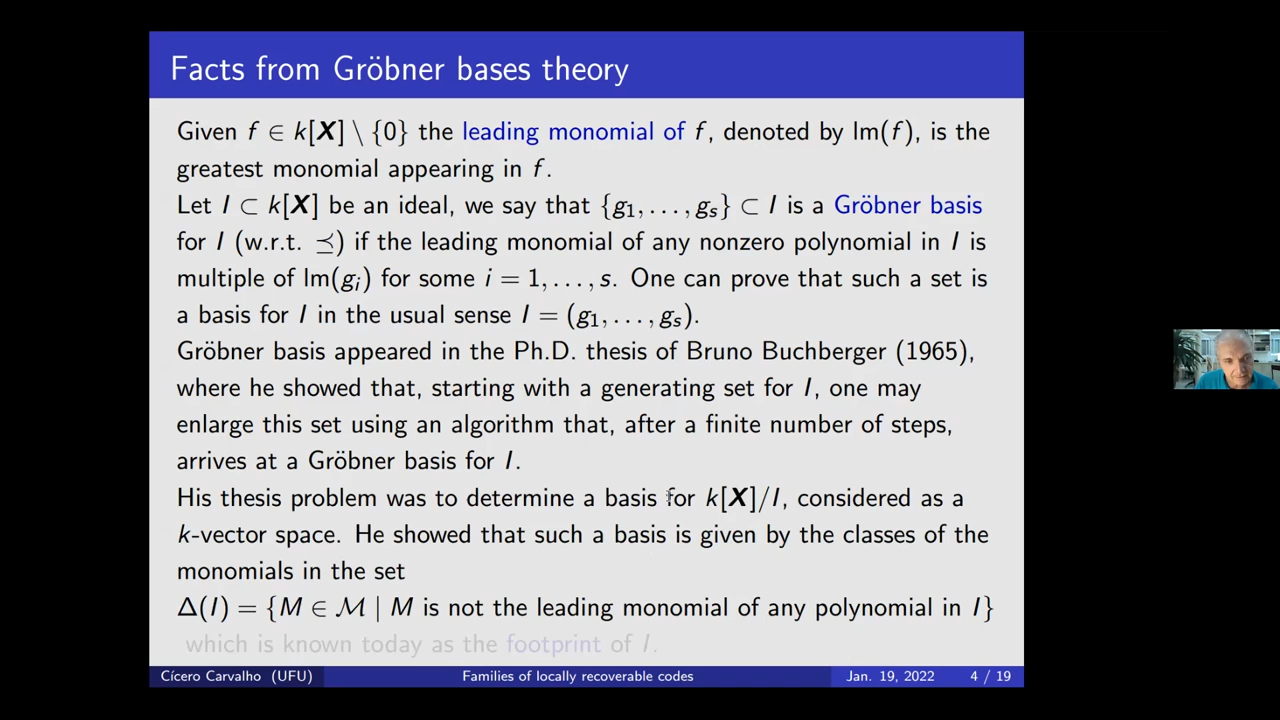 Facts from Gröbner bases theory
Given f ∈ k[X] \ {0} the leading monomial of f, denoted by lm(f), is the
greatest monomial appearing in f.
Let I ⊂ k[X] be an ideal, we say that {g₁, . . . , gₛ} ⊂ I is a Gröbner basis
for I (w.r.t. ⪯) if the leading monomial of any nonzero polynomial in I is
multiple of lm(gᵢ) for some i = 1, . . . , s. One can prove that such a set is
a basis for I in the usual sense I = (g₁, . . . , gₛ).
Gröbner basis appeared in the Ph.D. thesis of Bruno Buchberger (1965),
where he showed that, starting with a generating set for I, one may
enlarge this set using an algorithm that, after a finite number of steps,
arrives at a Gröbner basis for I.
His thesis problem was to determine a basis for k[X]/I, considered as a
k-vector space. He showed that such a basis is given by the classes of the
monomials in the set
Δ(I) = {M ∈ ℳ | M is not the leading monomial of any polynomial in I}
which is known today as the footprint of I.
Cícero Carvalho (UFU) Families of locally recoverable codes Jan. 19, 2022 4 / 19